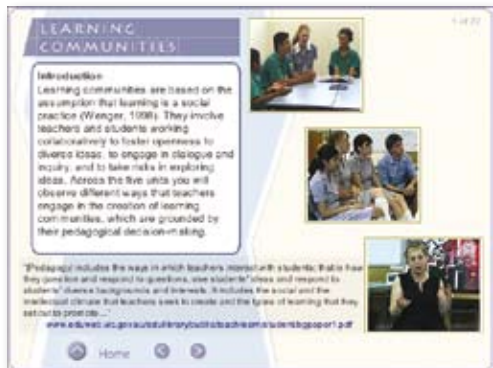 LEARNING
COMMUNITIES
Introduction
Learning communities are based on the
assumption that learning is a social
practice (Wenger, 1998). They involve
teachers and students working
collaboratively to foster openness to
diverse ideas, to engage in dialogue and
inquiry, and to take risks in exploring
ideas. Across the five units you will
observe different ways that teachers
engage in the creation of learning
communities, which are grounded by
their pedagogical decision-making.
"(Pedagogy includes the ways in which teachers interact with students; that is how
they question and respond to questions, use students' ideas and respond to
students' diverse backgrounds and interests. It includes the social and the
intellectual climate that teachers seek to create and the types of learning that they
set out to promote..."
Home